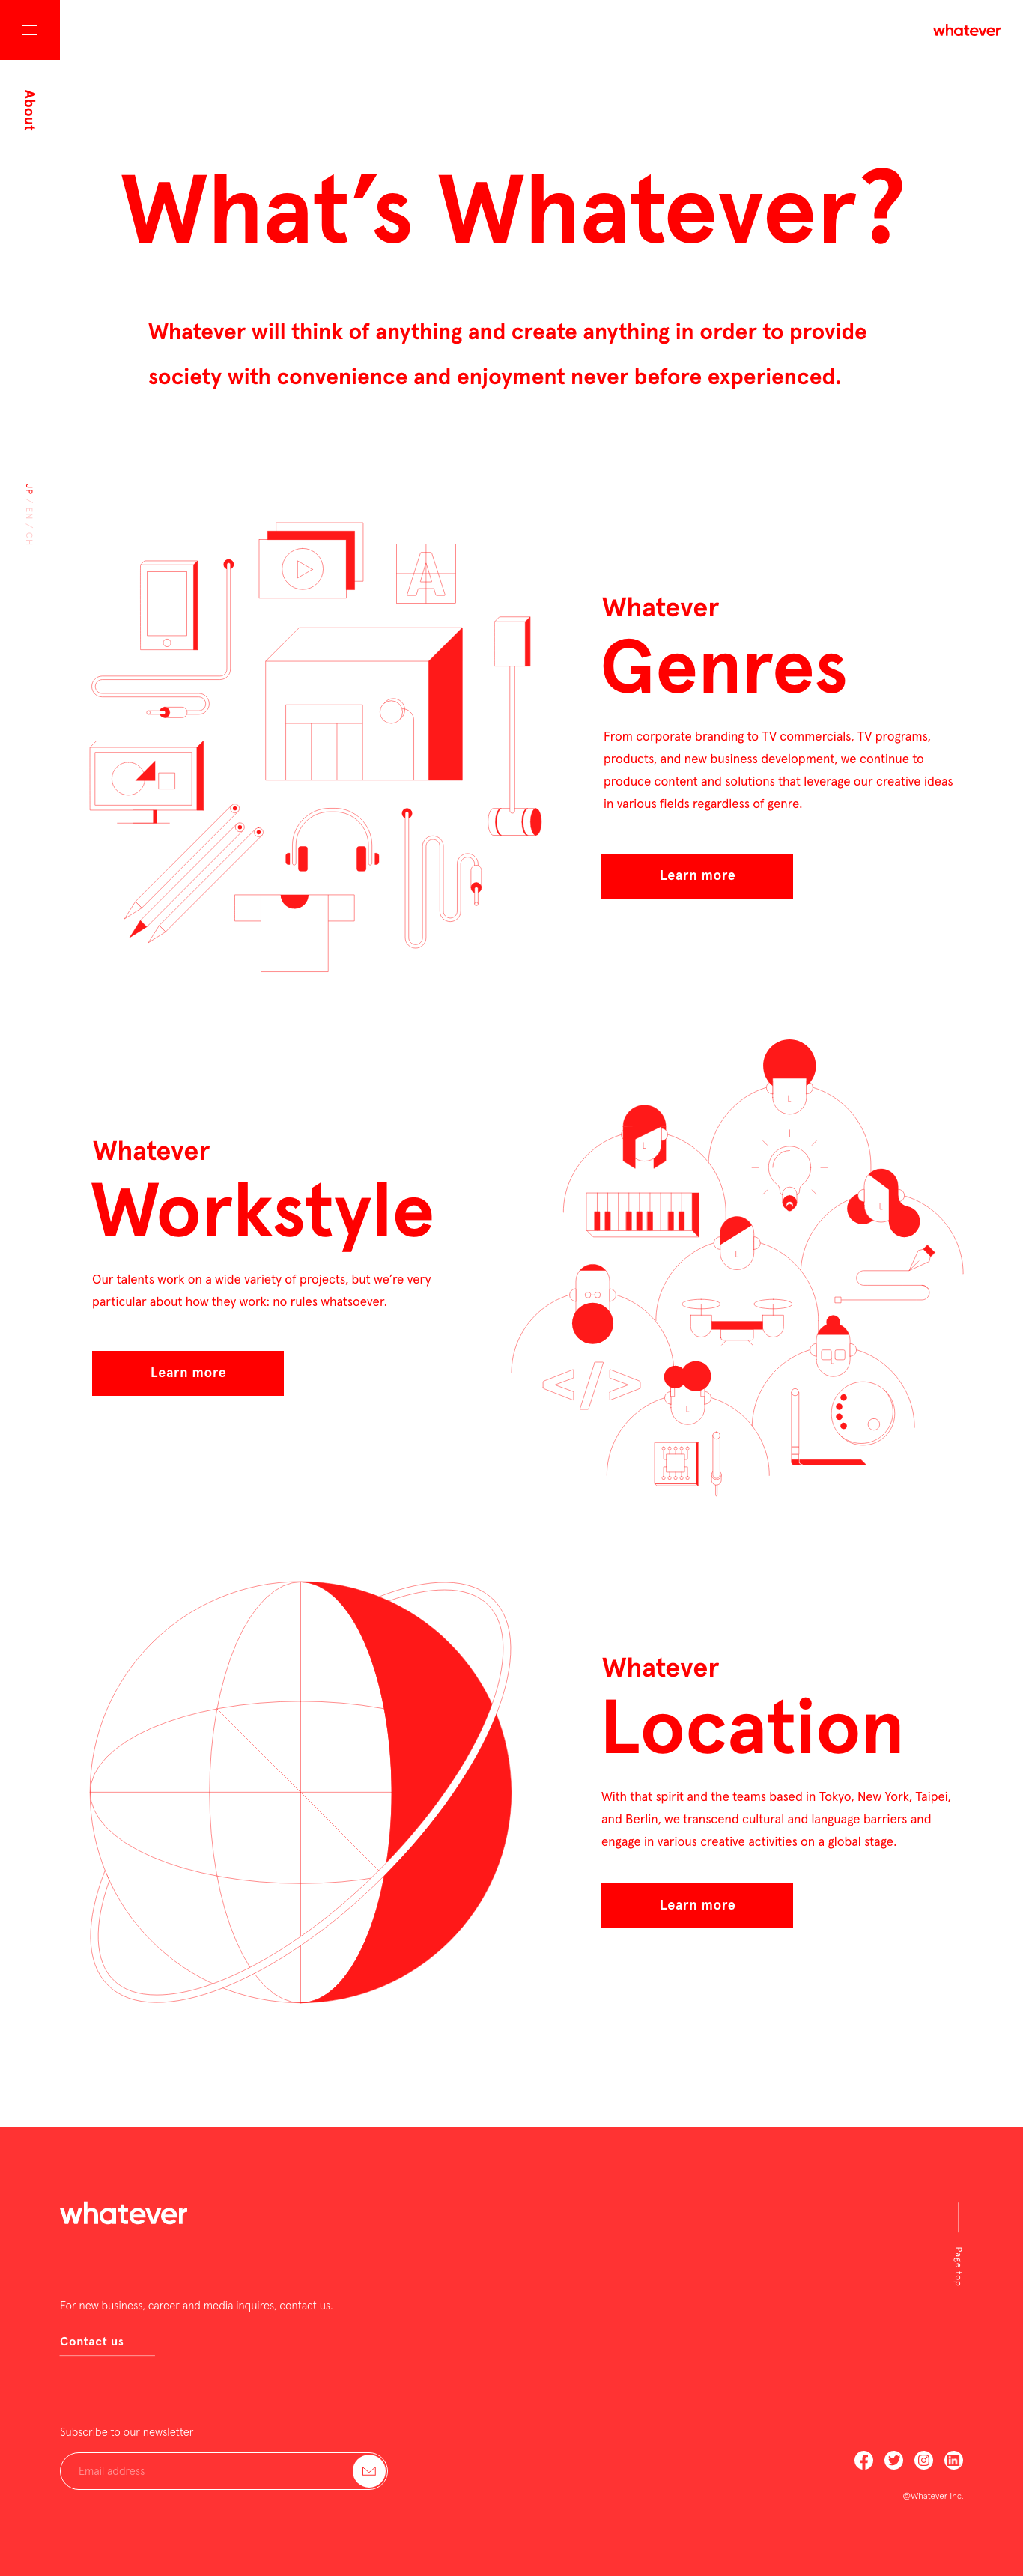 whatever
About
What’s Whatever?
Whatever will think of anything and create anything in order to provide
society with convenience and enjoyment never before experienced.
JP / EN / CH
A
Whatever
Genres
From corporate branding to TV commercials, TV programs,
products, and new business development, we continue to
produce content and solutions that leverage our creative ideas
in various fields regardless of genre.
Learn more
Whatever
Workstyle
Our talents work on a wide variety of projects, but we’re very
particular about how they work: no rules whatsoever.
Learn more
</>
Whatever
Location
With that spirit and the teams based in Tokyo, New York, Taipei,
and Berlin, we transcend cultural and language barriers and
engage in various creative activities on a global stage.
Learn more
whatever
Page top
For new business, career and media inquires, contact us.
Contact us
Subscribe to our newsletter
Email address
@Whatever Inc.